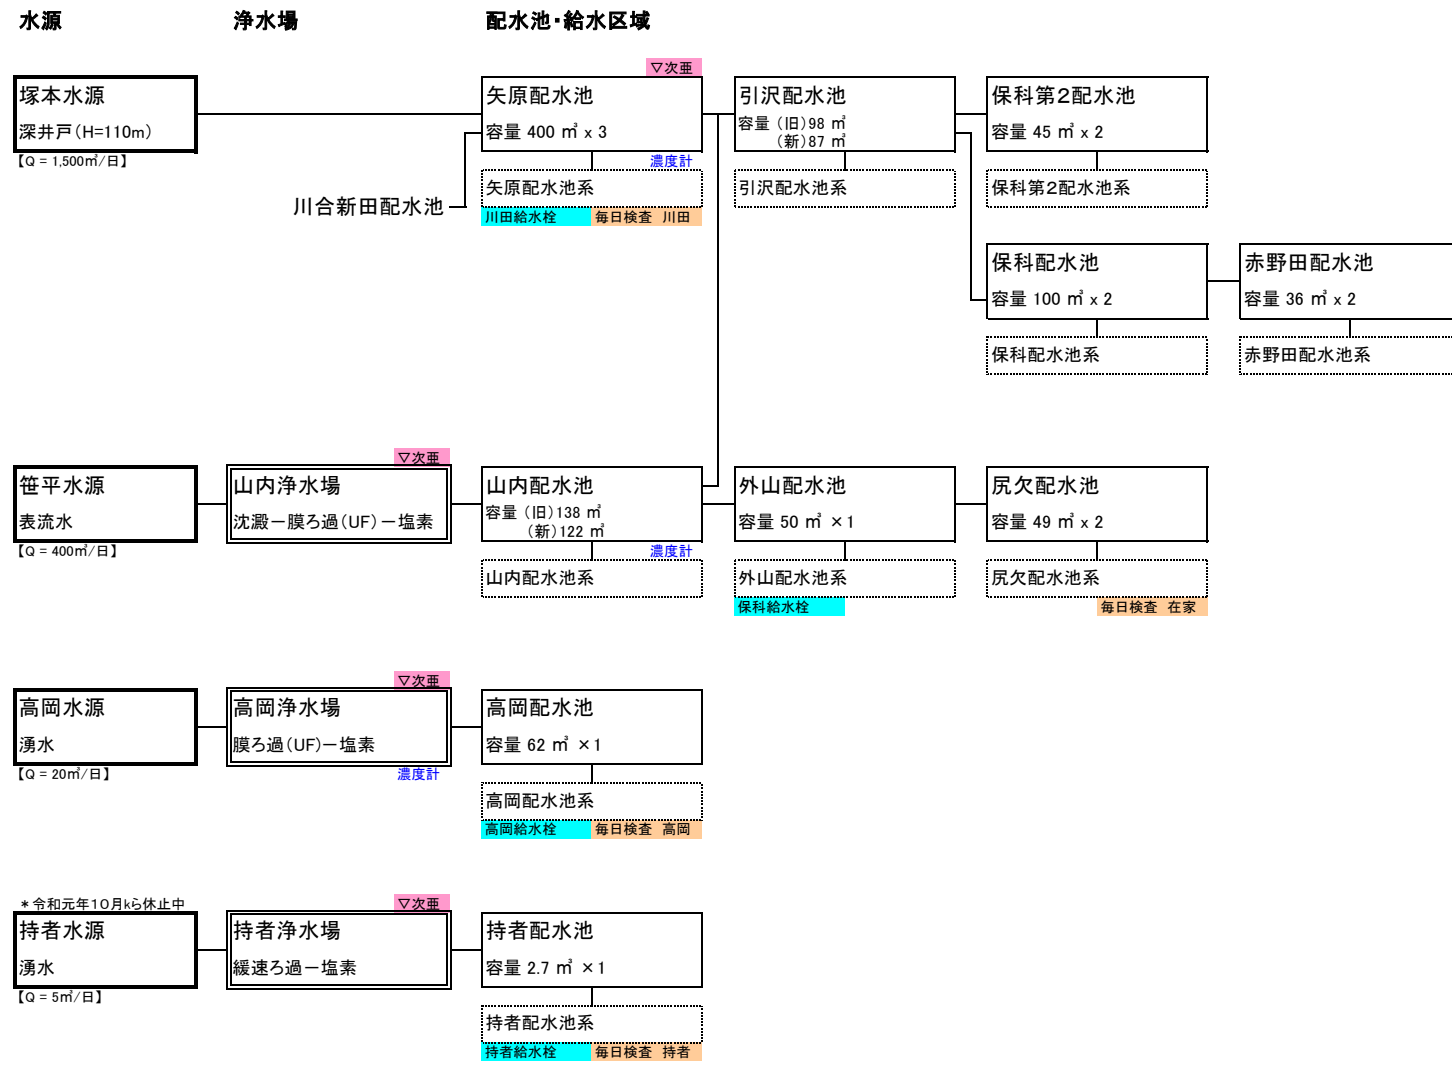 水源
浄水場
配水池・給水区域
▽次亜
塚本水源
深井戸(H=110m)
【Q = 1,500㎥/日】
矢原配水池
容量 400 ㎥ x 3
濃度計
矢原配水池系
川田給水栓
毎日検査 川田
川合新田配水池
引沢配水池
容量 (旧)98 ㎥
(新)87 ㎥
引沢配水池系
保科第2配水池
容量 45 ㎥ x 2
保科第2配水池系
保科配水池
容量 100 ㎥ x 2
保科配水池系
赤野田配水池
容量 36 ㎥ x 2
赤野田配水池系
笹平水源
表流水
【Q = 400㎥/日】
▽次亜
山内浄水場
沈澱－膜ろ過(UF)－塩素
山内配水池
容量 (旧)138 ㎥
(新)122 ㎥
濃度計
山内配水池系
外山配水池
容量 50 ㎥ ×1
外山配水池系
保科給水栓
尻欠配水池
容量 49 ㎥ x 2
尻欠配水池系
毎日検査 在家
高岡水源
湧水
【Q = 20㎥/日】
▽次亜
高岡浄水場
膜ろ過(UF)－塩素
濃度計
高岡配水池
容量 62 ㎥ ×1
高岡配水池系
高岡給水栓
毎日検査 高岡
＊令和元年10月kら休止中
持者水源
湧水
【Q = 5㎥/日】
▽次亜
持者浄水場
緩速ろ過－塩素
持者配水池
容量 2.7 ㎥ ×1
持者配水池系
持者給水栓
毎日検査 持者